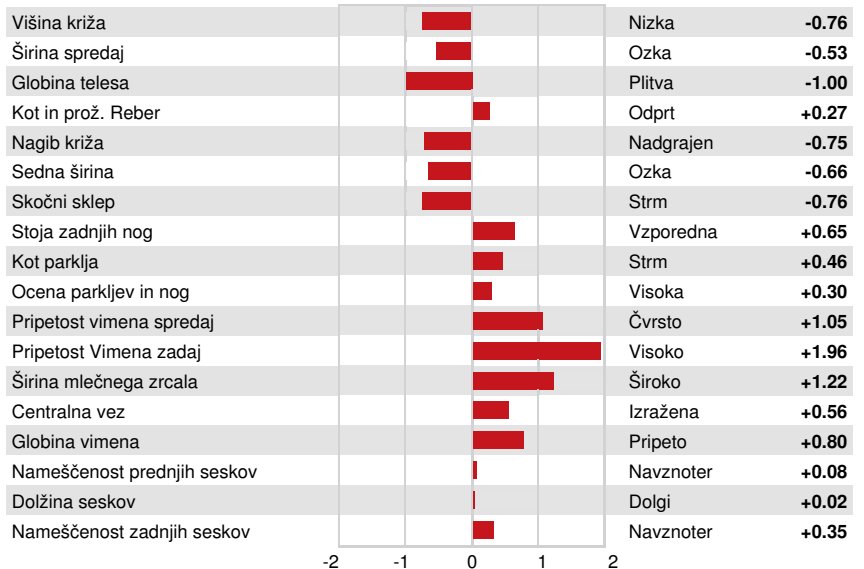 Višina križa Nizka -0.76
Širina spredaj Ozka -0.53
Globina telesa Plitva -1.00
Kot in prož. Reber Odprt +0.27
Nagib križa Nadgrajen -0.75
Sedna širina Ozka -0.66
Skočni sklep Strm -0.76
Stoja zadnjih nog Vzporedna +0.65
Kot parklja Strm +0.46
Ocena parkljev in nog Visoka +0.30
Pripetost vimena spredaj Čvrsto +1.05
Pripetost Vimena zadaj Visoko +1.96
Širina mlečnega zrcala Široko +1.22
Centralna vez Izražena +0.56
Globina vimena Pripeto +0.80
Nameščenost prednjih seskov Navznoter +0.08
Dolžina seskov Dolgi +0.02
Nameščenost zadnjih seskov Navznoter +0.35
-2 -1 0 1 2